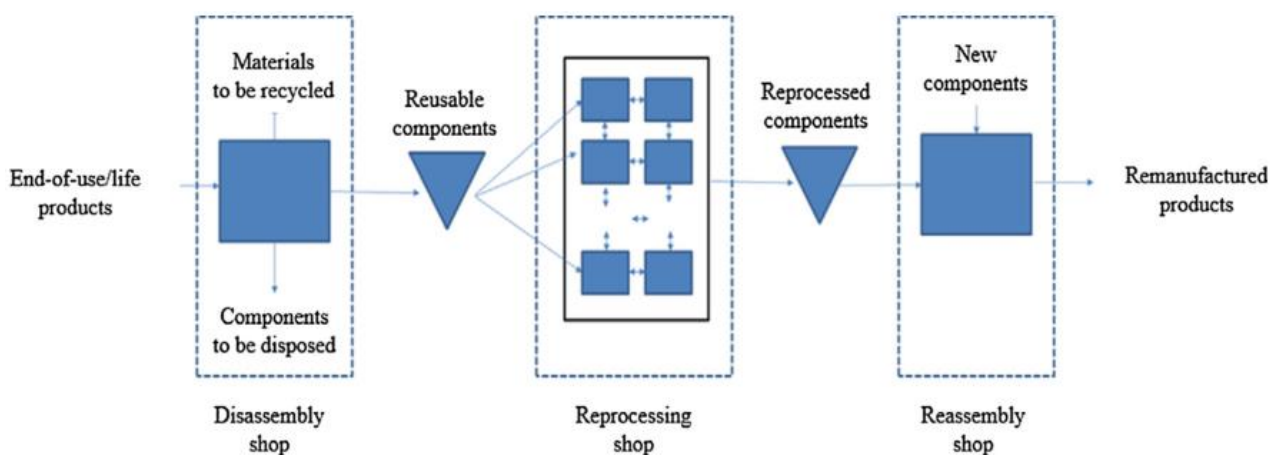 Materials
to be recycled
Reusable
components
Reprocessed
components
New
components
End-of-use/life
products
Remanufactured
products
Components
to be disposed
Disassembly
shop
Reprocessing
shop
Reassembly
shop